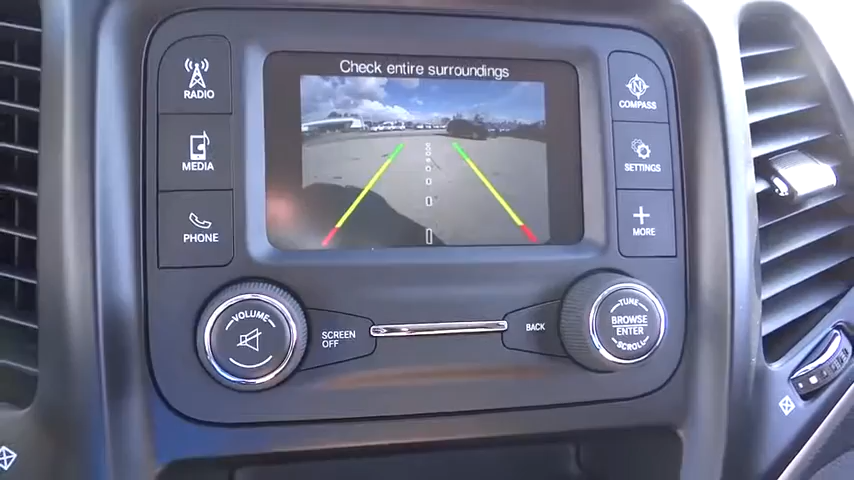 Check entire surroundings
RADIO
MEDIA
PHONE
N
COMPASS
SETTINGS
MORE
VOLUME
SCREEN
OFF
BACK
TUNE
BROWSE
ENTER
SCROLL